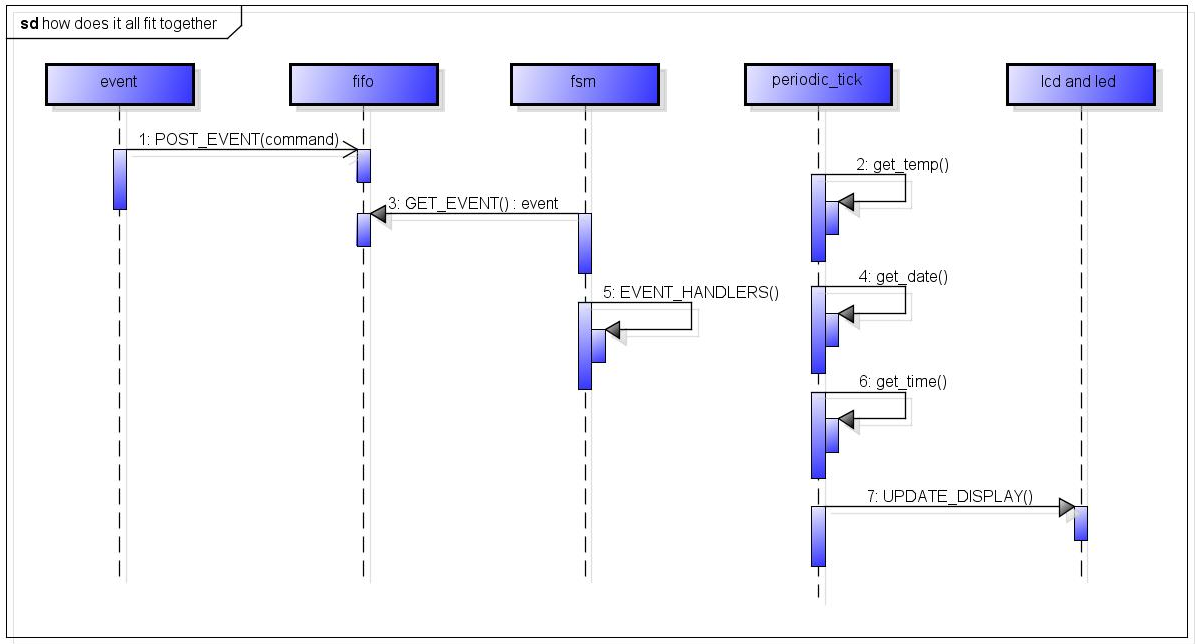 sd how does it all fit together
event
fifo
fsm
periodic_tick
lcd and led
1: POST_EVENT(command)
2: get_temp()
3: GET_EVENT() : event
4: get_date()
5: EVENT_HANDLERS()
6: get_time()
7: UPDATE_DISPLAY()